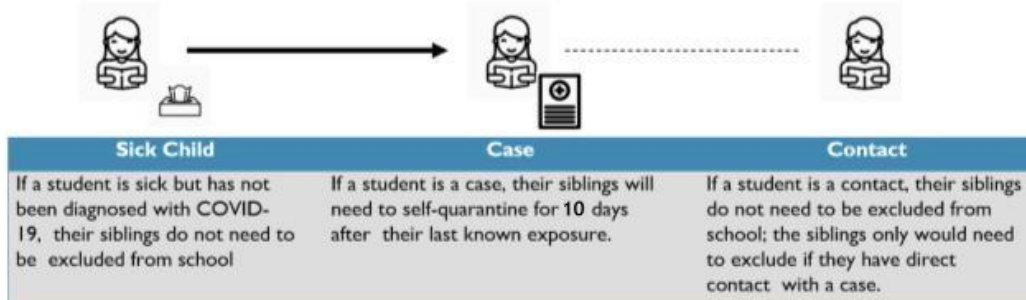 Sick Child
If a student is sick but has not
been diagnosed with COVID-
19, their siblings do not need to
be excluded from school
Case
If a student is a case, their siblings will
need to self-quarantine for 10 days
after their last known exposure.
Contact
If a student is a contact, their siblings
do not need to be excluded from
school; the siblings only would need
to exclude if they have direct
contact with a case.